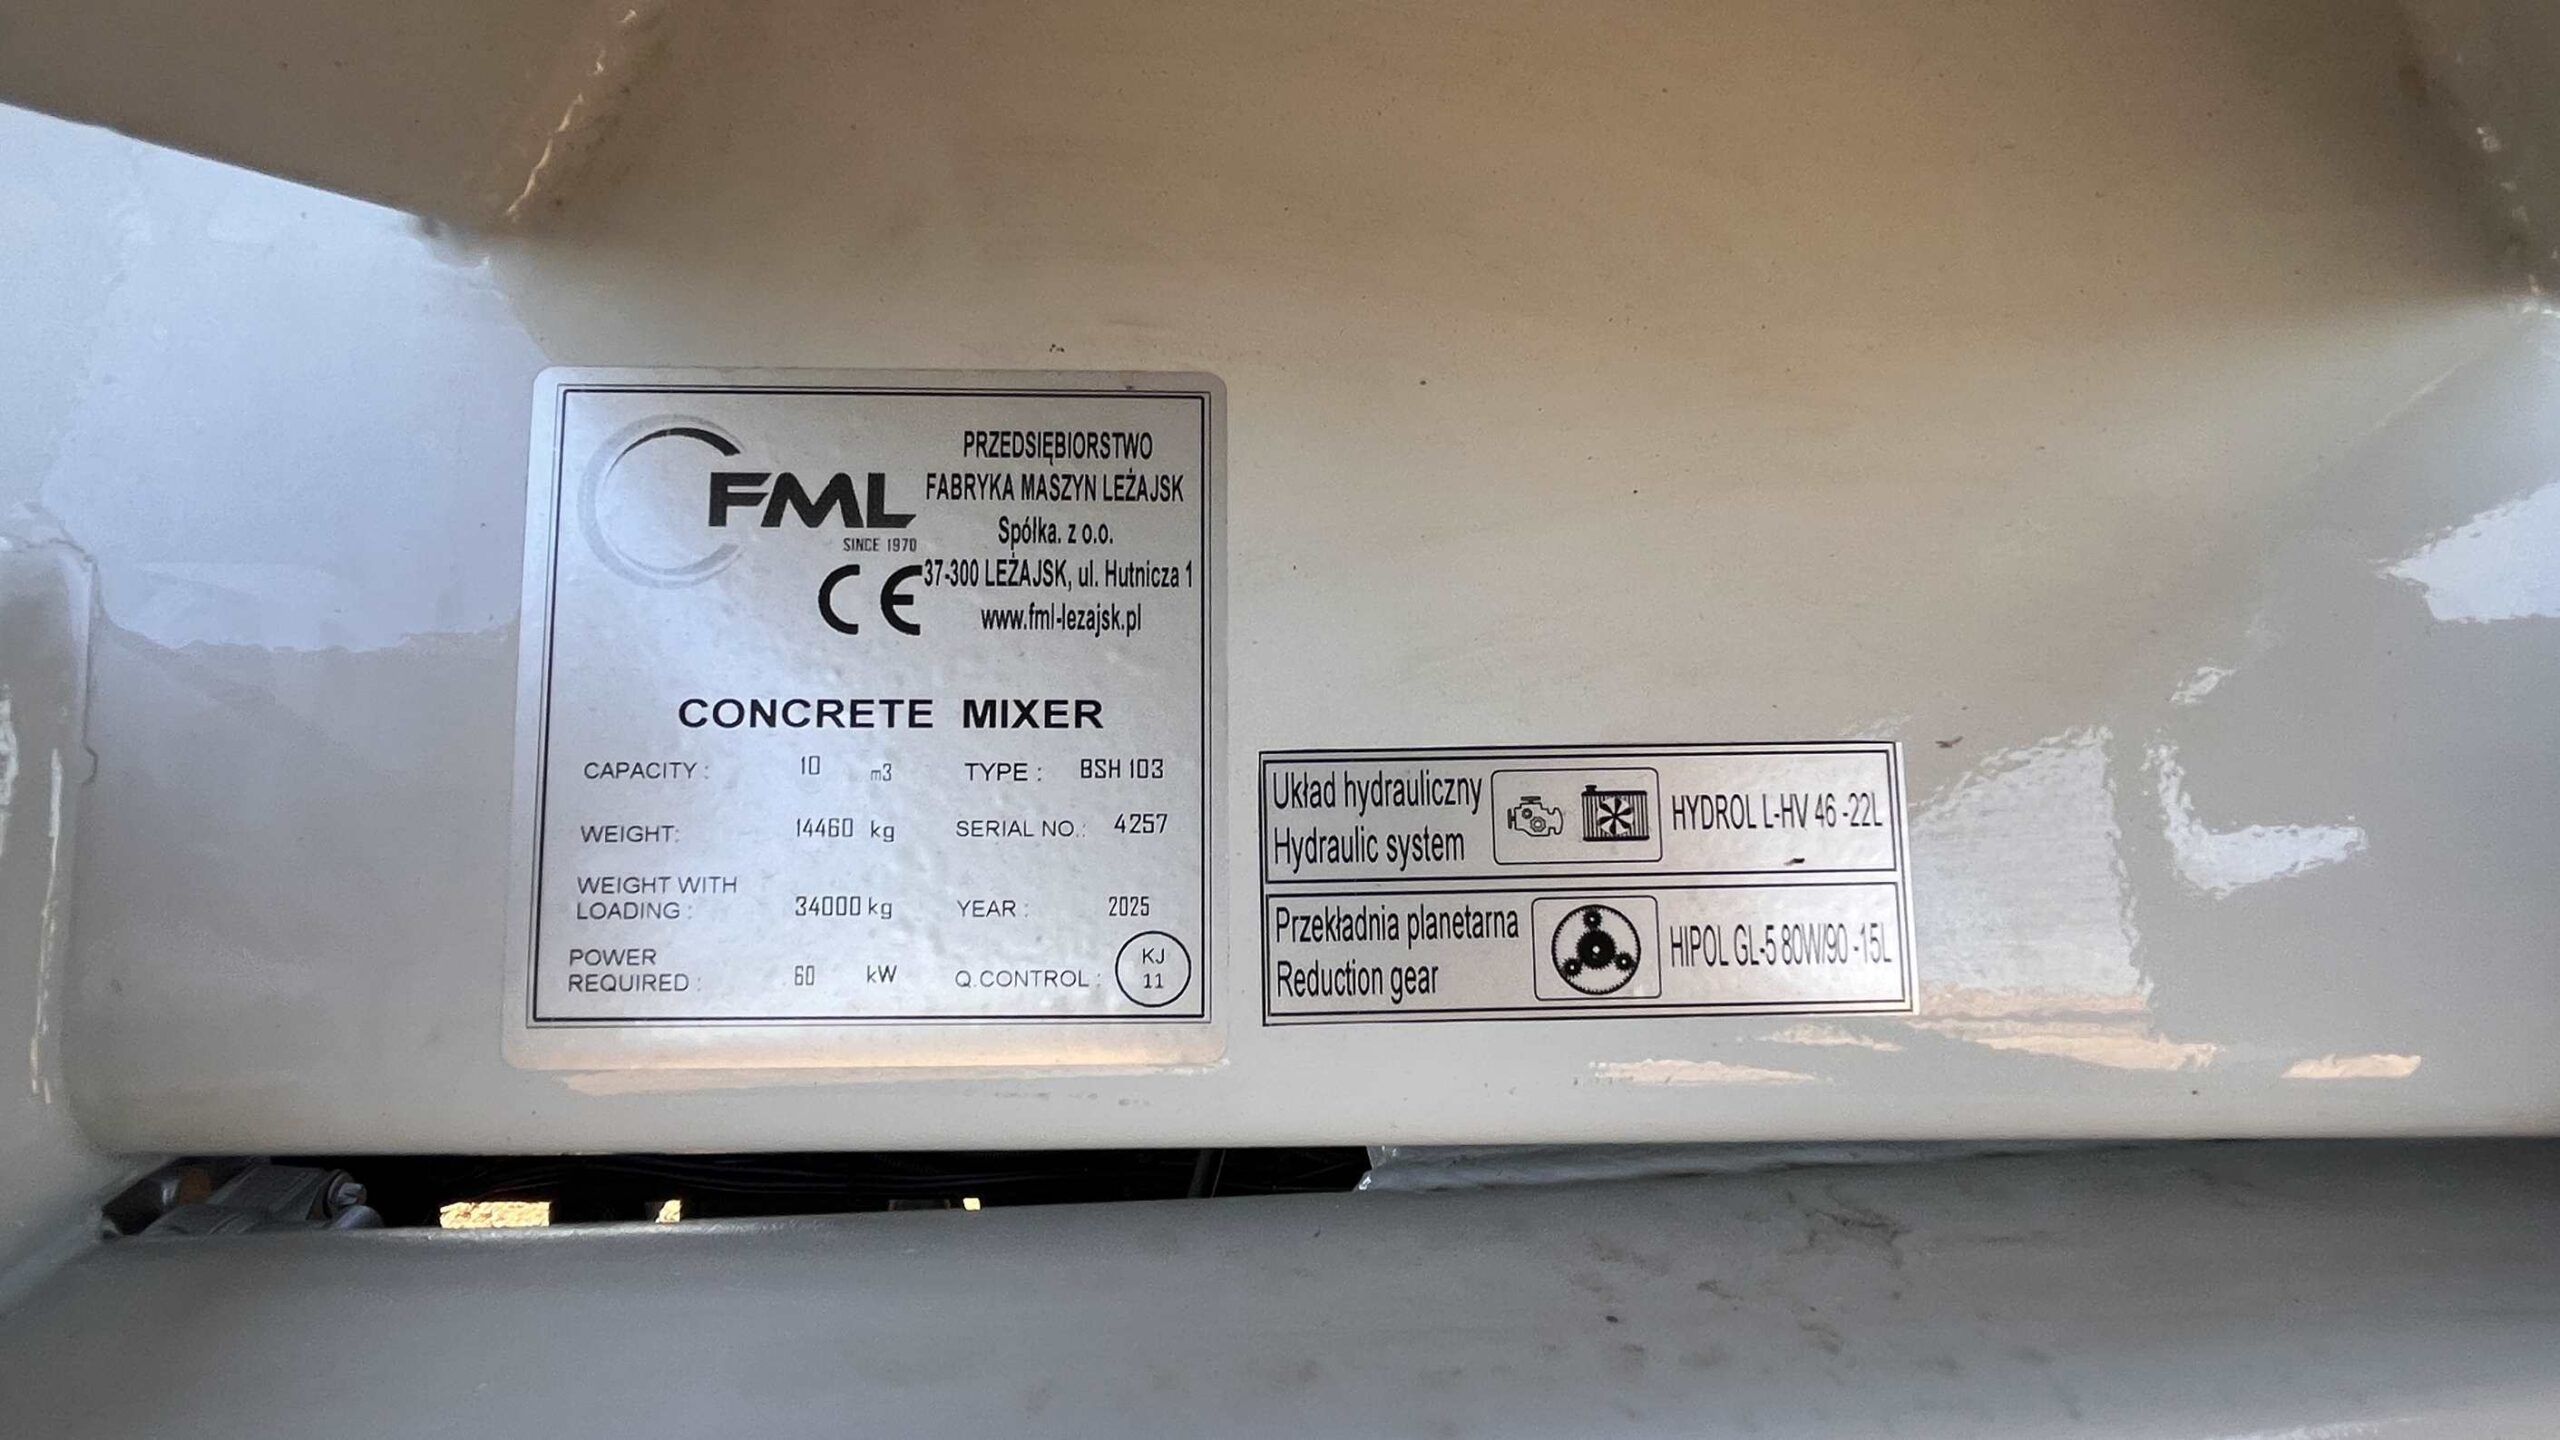 FML
SINCE 1970
CE
PRZEDSIĘBIORSTWO
FABRYKA MASZYN LEŻAJSK
Spółka. z o.o.
37-300 LEŻAJSK, ul. Hutnicza 1
www.fml-lezajsk.pl
CONCRETE MIXER
CAPACITY : 10 m3 TYPE : BSH 103
WEIGHT: 14460 kg SERIAL NO.: 4257
WEIGHT WITH
LOADING : 34000 kg YEAR : 2025
POWER
REQUIRED : 60 kW Q.CONTROL : KJ
11
Układ hydrauliczny
Hydraulic system
HYDROL L-HV 46 -22L
Przekładnia planetarna
Reduction gear
HIPOL GL-5 80W/90 -15L